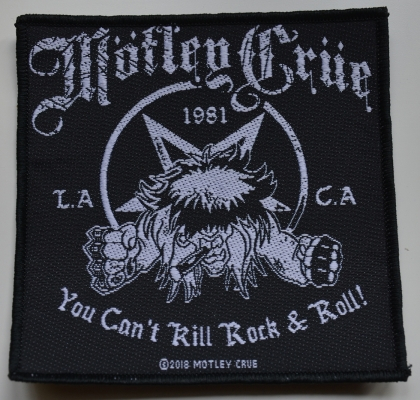 Mötley Crüe
1981
L.A C.A
You Can't Kill Rock & Roll!
©2018 MOTLEY CRUE